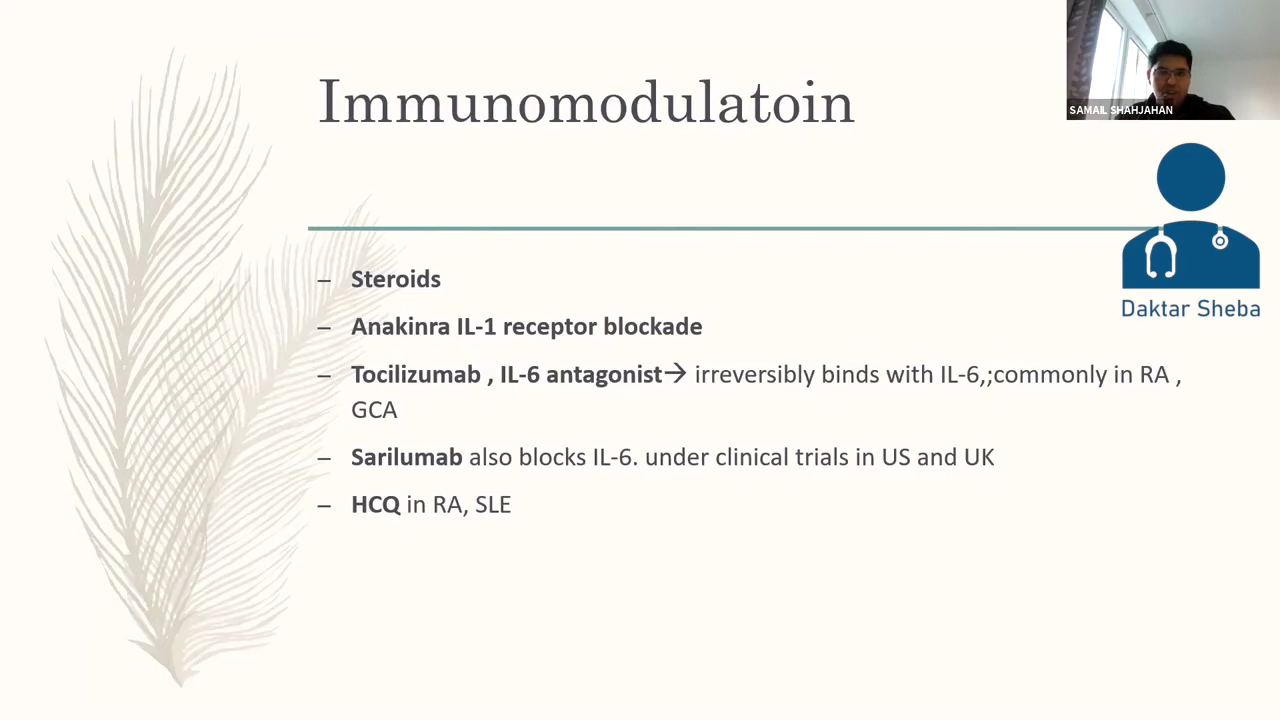 Immunomodulatoin
SAMAIL SHAHJAHAN
Daktar Sheba
– Steroids
– Anakinra IL-1 receptor blockade
– Tocilizumab , IL-6 antagonist→ irreversibly binds with IL-6,;commonly in RA ,
GCA
– Sarilumab also blocks IL-6. under clinical trials in US and UK
– HCQ in RA, SLE